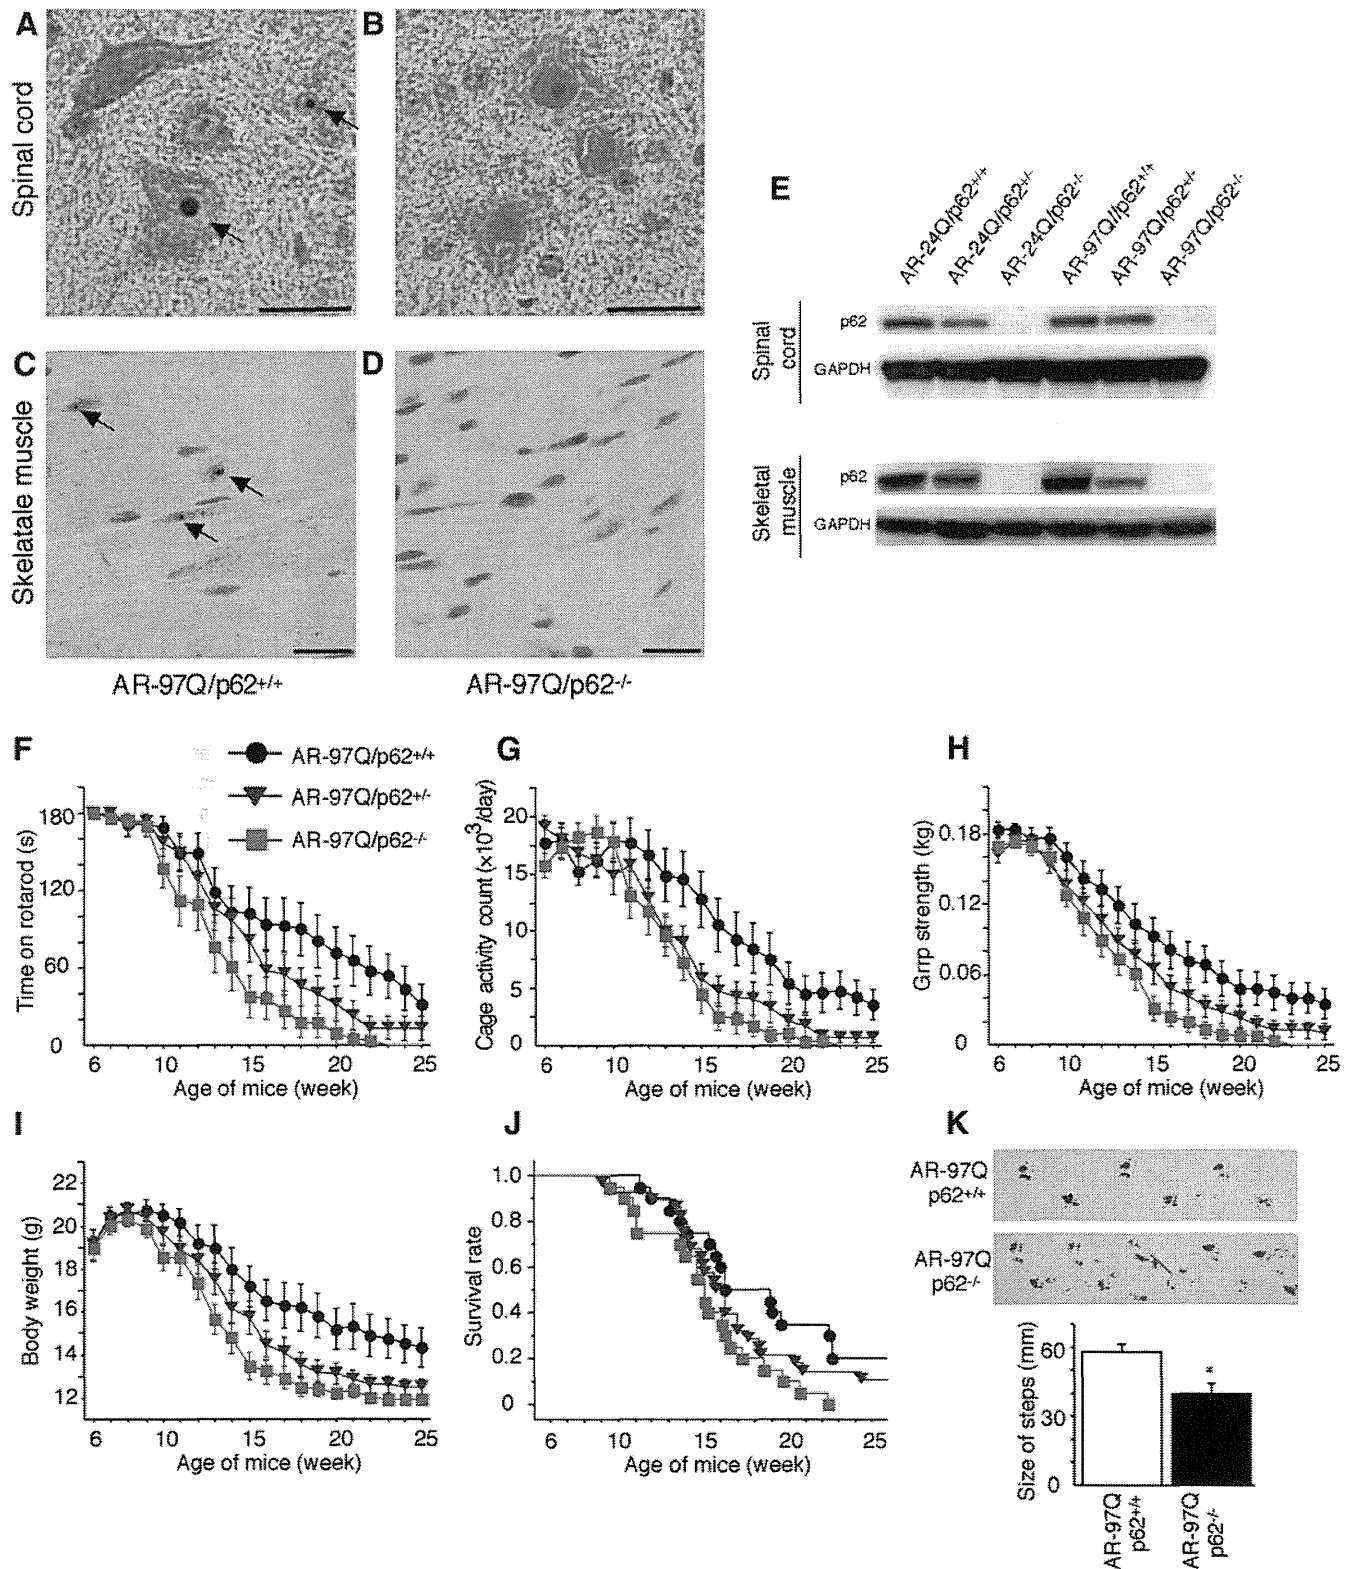 A
B
Spinal cord
C
D
Skelatale muscle
AR-97Q/p62+/+
AR-97Q/p62-/-
E
AR-24Q/p62+/+
AR-24Q/p62+/-
AR-24Q/p62-/-
AR-97Q//p62+/+
AR-97Q/p62+/-
AR-97Q/p62-/-
Spinal cord
p62
GAPDH
Skeletal muscle
p62
GAPDH
F
AR-97Q/p62+/+
AR-97Q/p62+/-
AR-97Q/p62-/-
Time on rotarod (s)
180
120
60
0
6 10 15 20 25
Age of mice (week)
G
Cage activity count (×10³/day)
20
15
10
5
0
6 10 15 20 25
Age of mice (week)
H
Grrp strength (kg)
0.18
0.12
0.06
0
6 10 15 20 25
Age of mice (week)
I
Body weight (g)
22
20
18
16
14
12
6 10 15 20 25
Age of mice (week)
J
Survival rate
1.0
0.8
0.6
0.4
0.2
0
6 10 15 20 25
Age of mice (week)
K
AR-97Q
p62+/+
AR-97Q
p62-/-
Size of steps (mm)
60
30
0
*
AR-97Q
p62+/+
AR-97Q
p62-/-